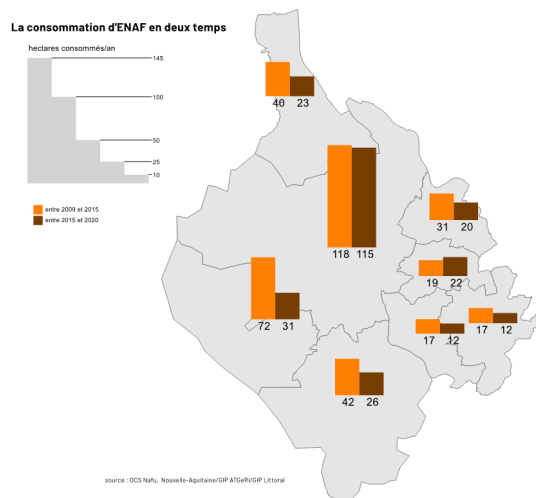 La consommation d'ENAF en deux temps
hectares consommés/an
145
100
50
25
10
entre 2009 et 2015
entre 2015 et 2020
40 23
118 115
31 20
19 22
72 31
17 12
17 12
42 26
source : OCS Nafu, Nouvelle-Aquitaine/GIP ATGeRi/GIP Littoral